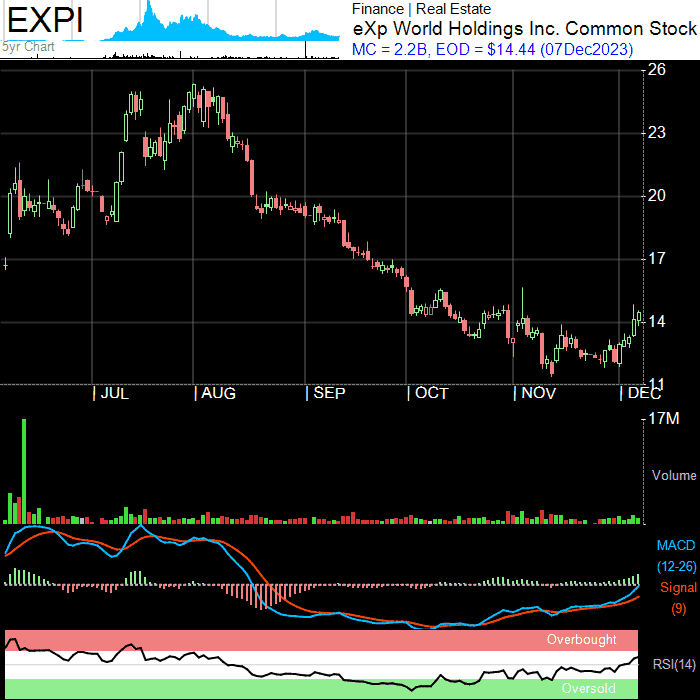 EXPI
5yr Chart
Finance | Real Estate
eXp World Holdings Inc. Common Stock
MC = 2.2B, EOD = $14.44 (07Dec2023)
26
23
20
17
14
11
| JUL | AUG | SEP | OCT | NOV | DEC
17M
Volume
MACD
(12-26)
Signal
(9)
Overbought
RSI(14)
Oversold